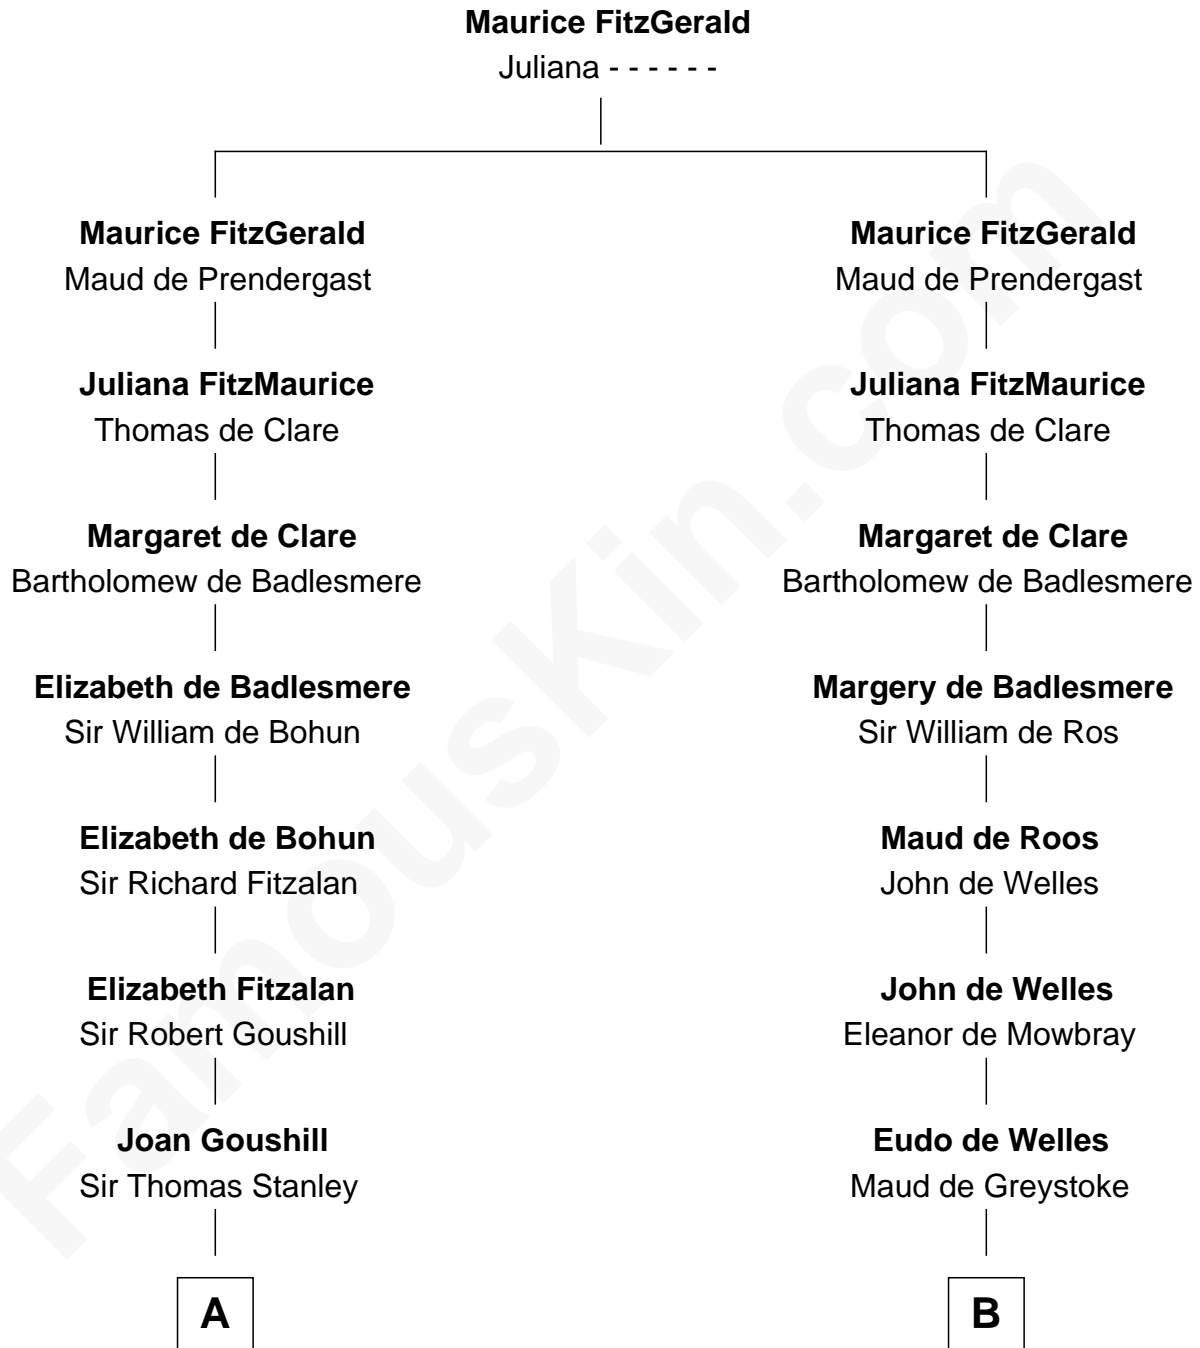 Maurice FitzGerald
Juliana - - - - - -
Maurice FitzGerald
Maud de Prendergast
Juliana FitzMaurice
Thomas de Clare
Margaret de Clare
Bartholomew de Badlesmere
Elizabeth de Badlesmere
Sir William de Bohun
Elizabeth de Bohun
Sir Richard Fitzalan
Elizabeth Fitzalan
Sir Robert Goushill
Joan Goushill
Sir Thomas Stanley
A
Maurice FitzGerald
Maud de Prendergast
Juliana FitzMaurice
Thomas de Clare
Margaret de Clare
Bartholomew de Badlesmere
Margery de Badlesmere
Sir William de Ros
Maud de Roos
John de Welles
John de Welles
Eleanor de Mowbray
Eudo de Welles
Maud de Greystoke
B
FamousKin.com